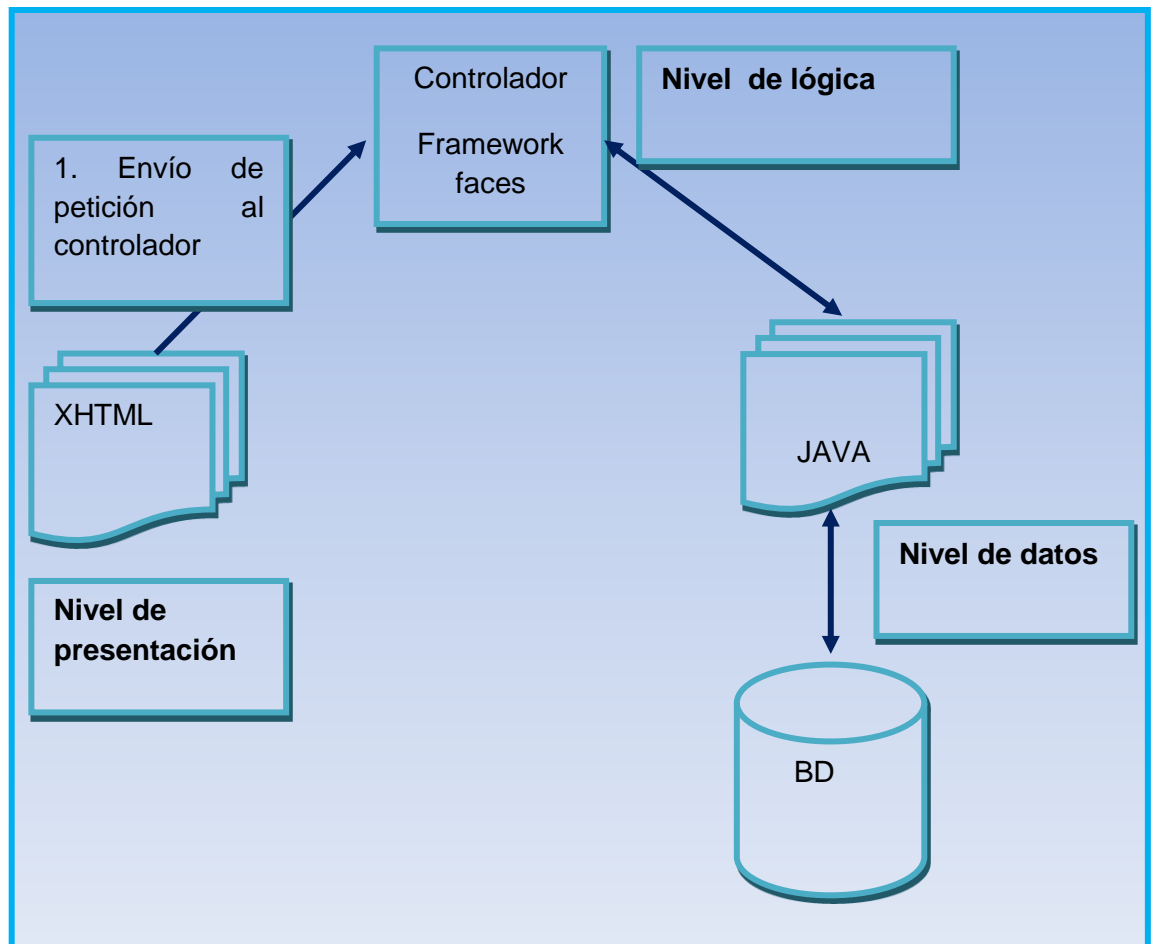 Controlador
Framework
faces
Nivel de lógica
1. Envío de
petición al
controlador
XHTML
JAVA
Nivel de datos
Nivel de
presentación
BD